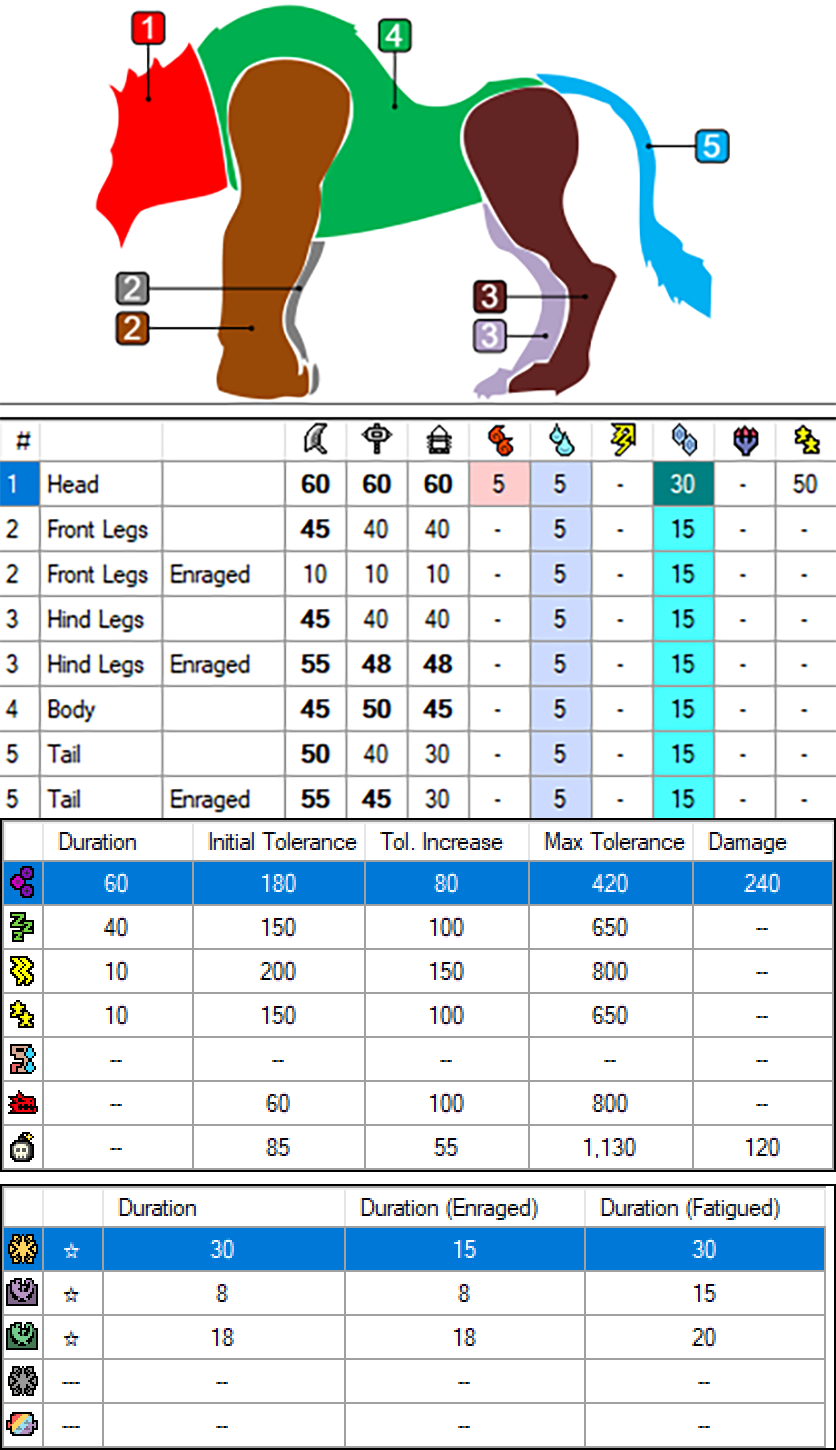 1
4
5
2
2
3
3
#
1 Head 60 60 60 5 5 - 30 - 50
2 Front Legs 45 40 40 - 5 - 15 - -
2 Front Legs Enraged 10 10 10 - 5 - 15 - -
3 Hind Legs 45 40 40 - 5 - 15 - -
3 Hind Legs Enraged 55 48 48 - 5 - 15 - -
4 Body 45 50 45 - 5 - 15 - -
5 Tail 50 40 30 - 5 - 15 - -
5 Tail Enraged 55 45 30 - 5 - 15 - -
Duration Initial Tolerance Tol. Increase Max Tolerance Damage
60 180 80 420 240
40 150 100 650 --
10 200 150 800 --
10 150 100 650 --
-- -- -- -- --
-- 60 100 800 --
-- 85 55 1,130 120
Duration Duration (Enraged) Duration (Fatigued)
☆ 30 15 30
☆ 8 8 15
☆ 18 18 20
--- -- -- --
--- -- -- --